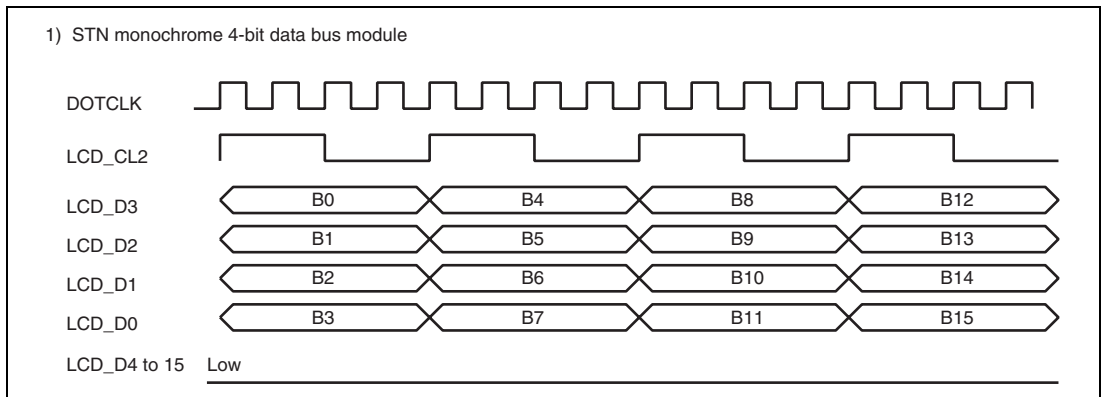 1) STN monochrome 4-bit data bus module
DOTCLK
LCD_CL2
LCD_D3 B0 B4 B8 B12
LCD_D2 B1 B5 B9 B13
LCD_D1 B2 B6 B10 B14
LCD_D0 B3 B7 B11 B15
LCD_D4 to 15 Low